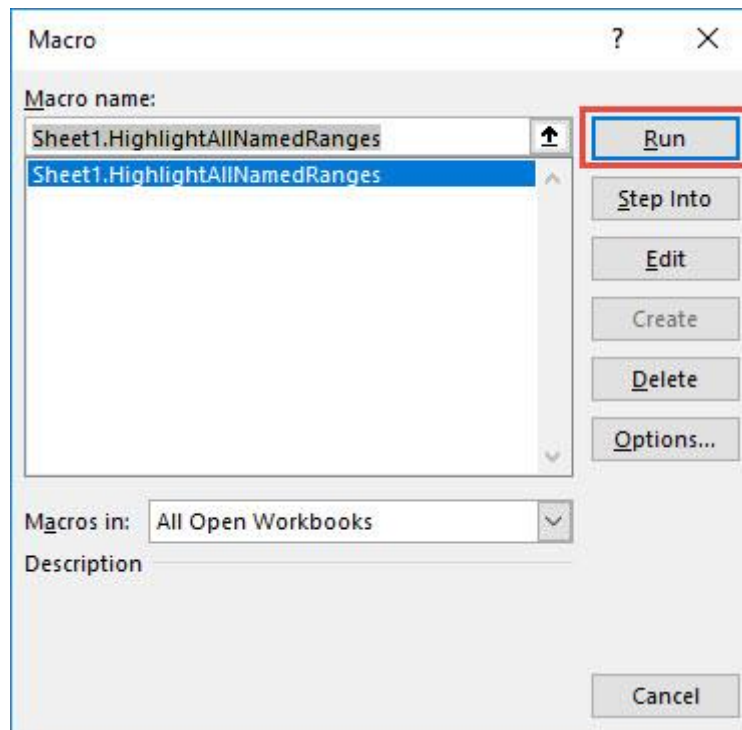 Macro
?
Macro name:
Sheet1.HighlightAllNamedRanges
Sheet1.HighlightAllNamedRanges
Run
Step Into
Edit
Create
Delete
Options...
Macros in: All Open Workbooks
Description
Cancel